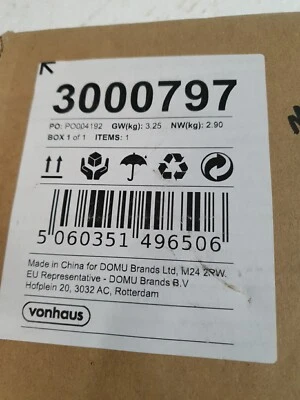 3000797
PO: PO004192 GW(kg): 3.25 NW(kg): 2.90
BOX 1 of 1 ITEMS: 1
5 060351 496506
Made in China for DOMU Brands Ltd, M24 2RW.
EU Representative - DOMU Brands B.V
Hofplein 20, 3032 AC, Rotterdam
vonhaus